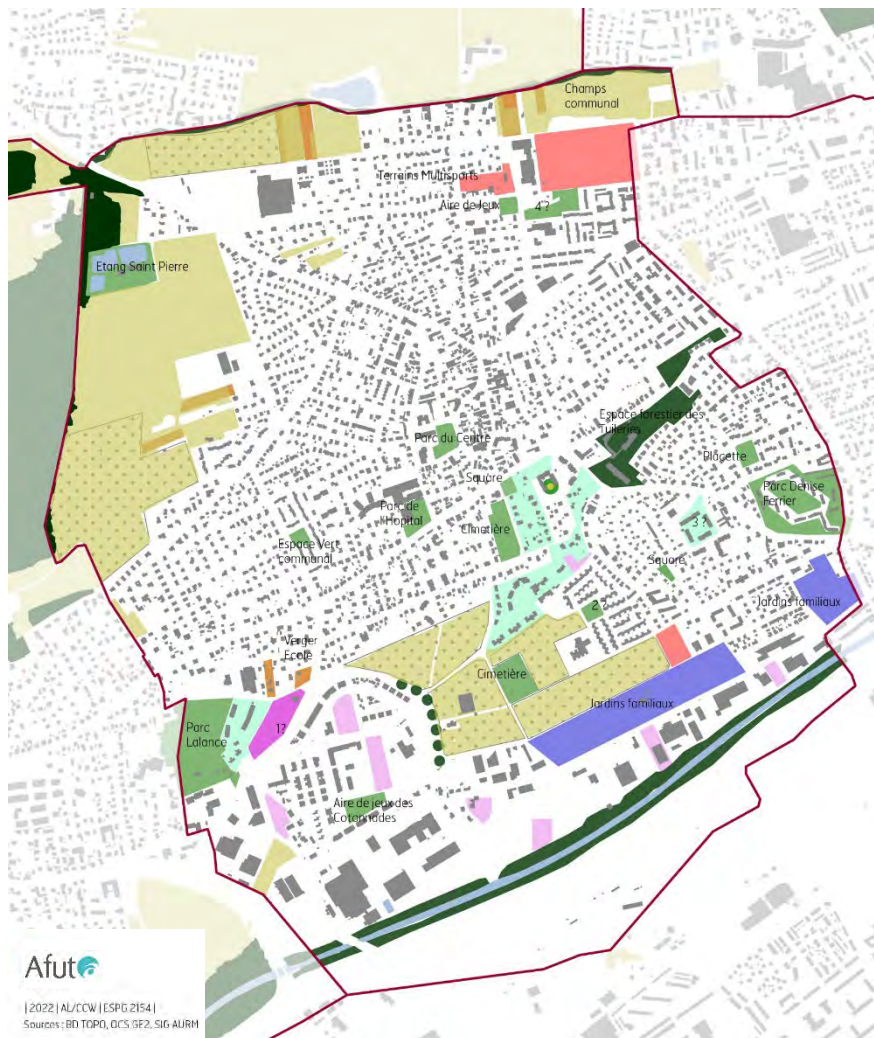 Champs
communal
Terrains Multisports
Aire de Jeux
4 ?
Etang Saint Pierre
Espace forestier des
Tuileries
Parc du Centre
Placette
Square
Parc Denise
Ferrier
Parc de
l'Hopital
Cimetière
3 ?
Espace Vert
communal
Square
Jardins familiaux
2 ?
Verger
Ecole
Cimetière
Jardins familiaux
Parc
Lalance
1?
Aire de jeux des
Cotonnades
Afut
| 2022 | AL/CCW | ESPG 2154 |
Sources : BD TOPO, OCS GE2, SIG AURM